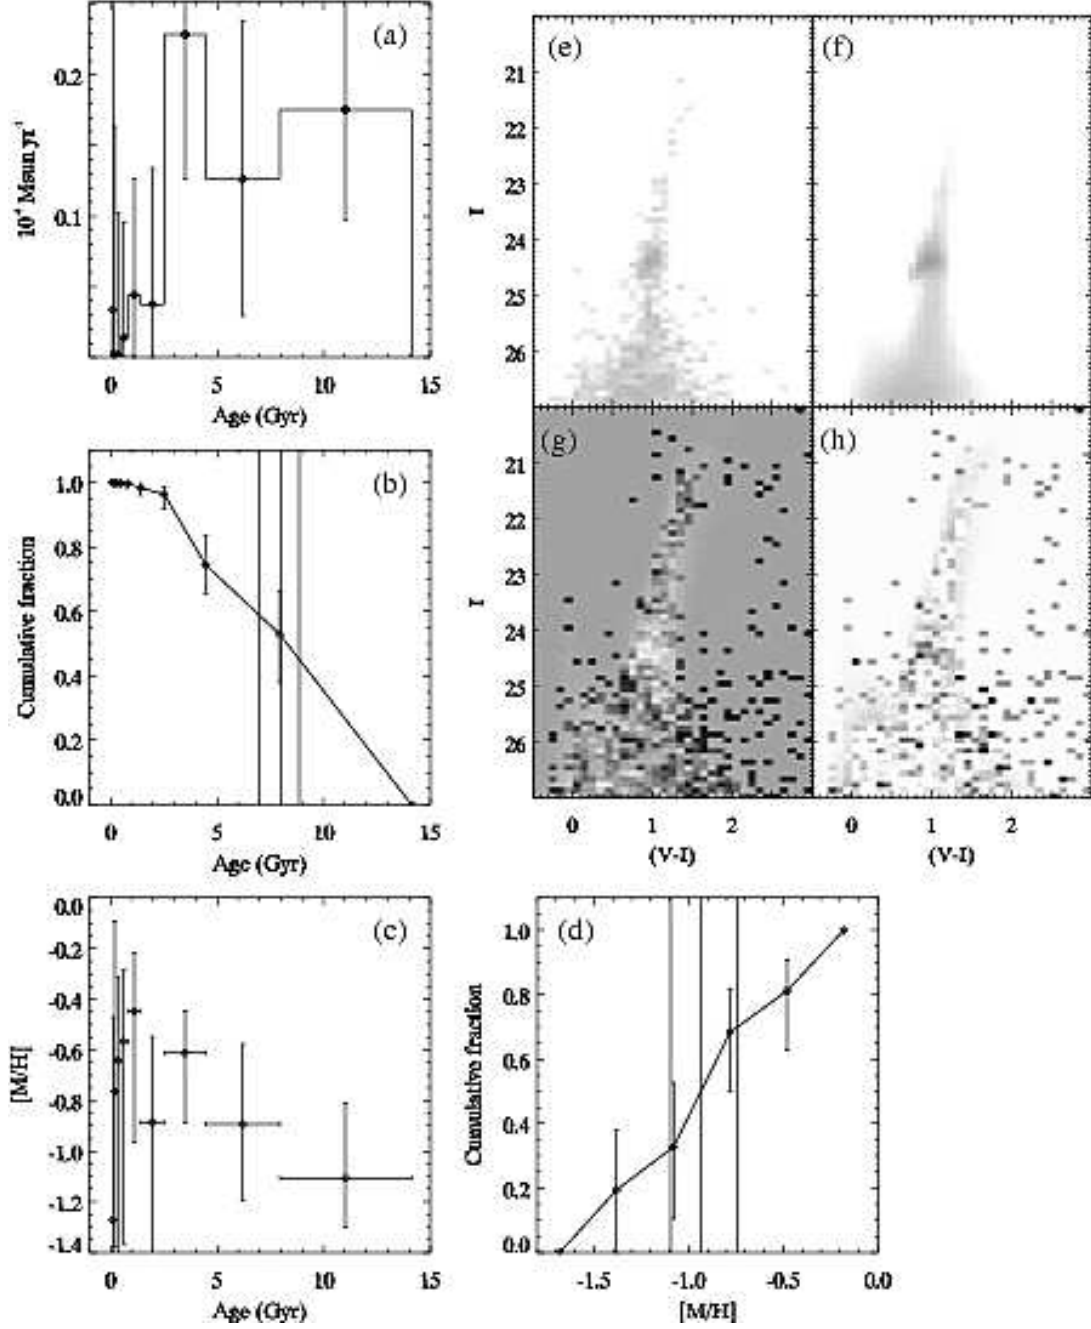 (a)
0.2
0.1
10⁻⁴ Msun yr⁻¹
0 5 10 15
Age (Gyr)
(b)
1.0
0.8
0.6
0.4
0.2
0.0
Cumulative fraction
0 5 10 15
Age (Gyr)
(c)
0.0
-0.2
-0.4
-0.6
-0.8
-1.0
-1.2
-1.4
[M/H]
0 5 10 15
Age (Gyr)
(e)
(f)
21
22
23
24
25
26
I
(g)
(h)
21
22
23
24
25
26
I
0 1 2
(V-I)
0 1 2
(V-I)
(d)
1.0
0.8
0.6
0.4
0.2
0.0
Cumulative fraction
-1.5 -1.0 -0.5 0.0
[M/H]